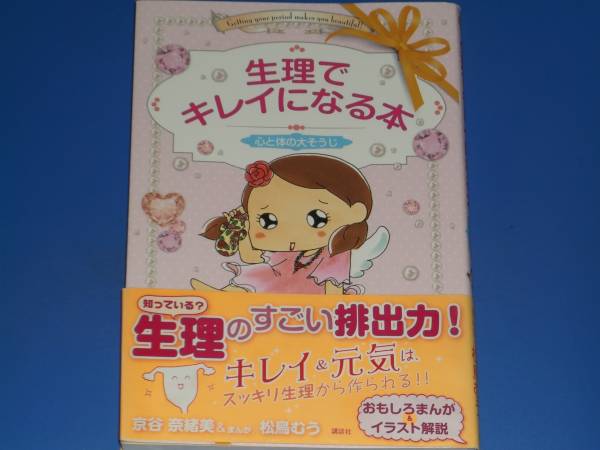 Getting your period makes you beautiful!!
生理で
キレイになる本
心と体の大そうじ
知っている?
生理のすごい排出力!
キレイ&元気は、
スッキリ生理から作られる!!
京谷 奈緒美&まんが 松鳥むう
講談社
おもしろまんが
&
イラスト解説